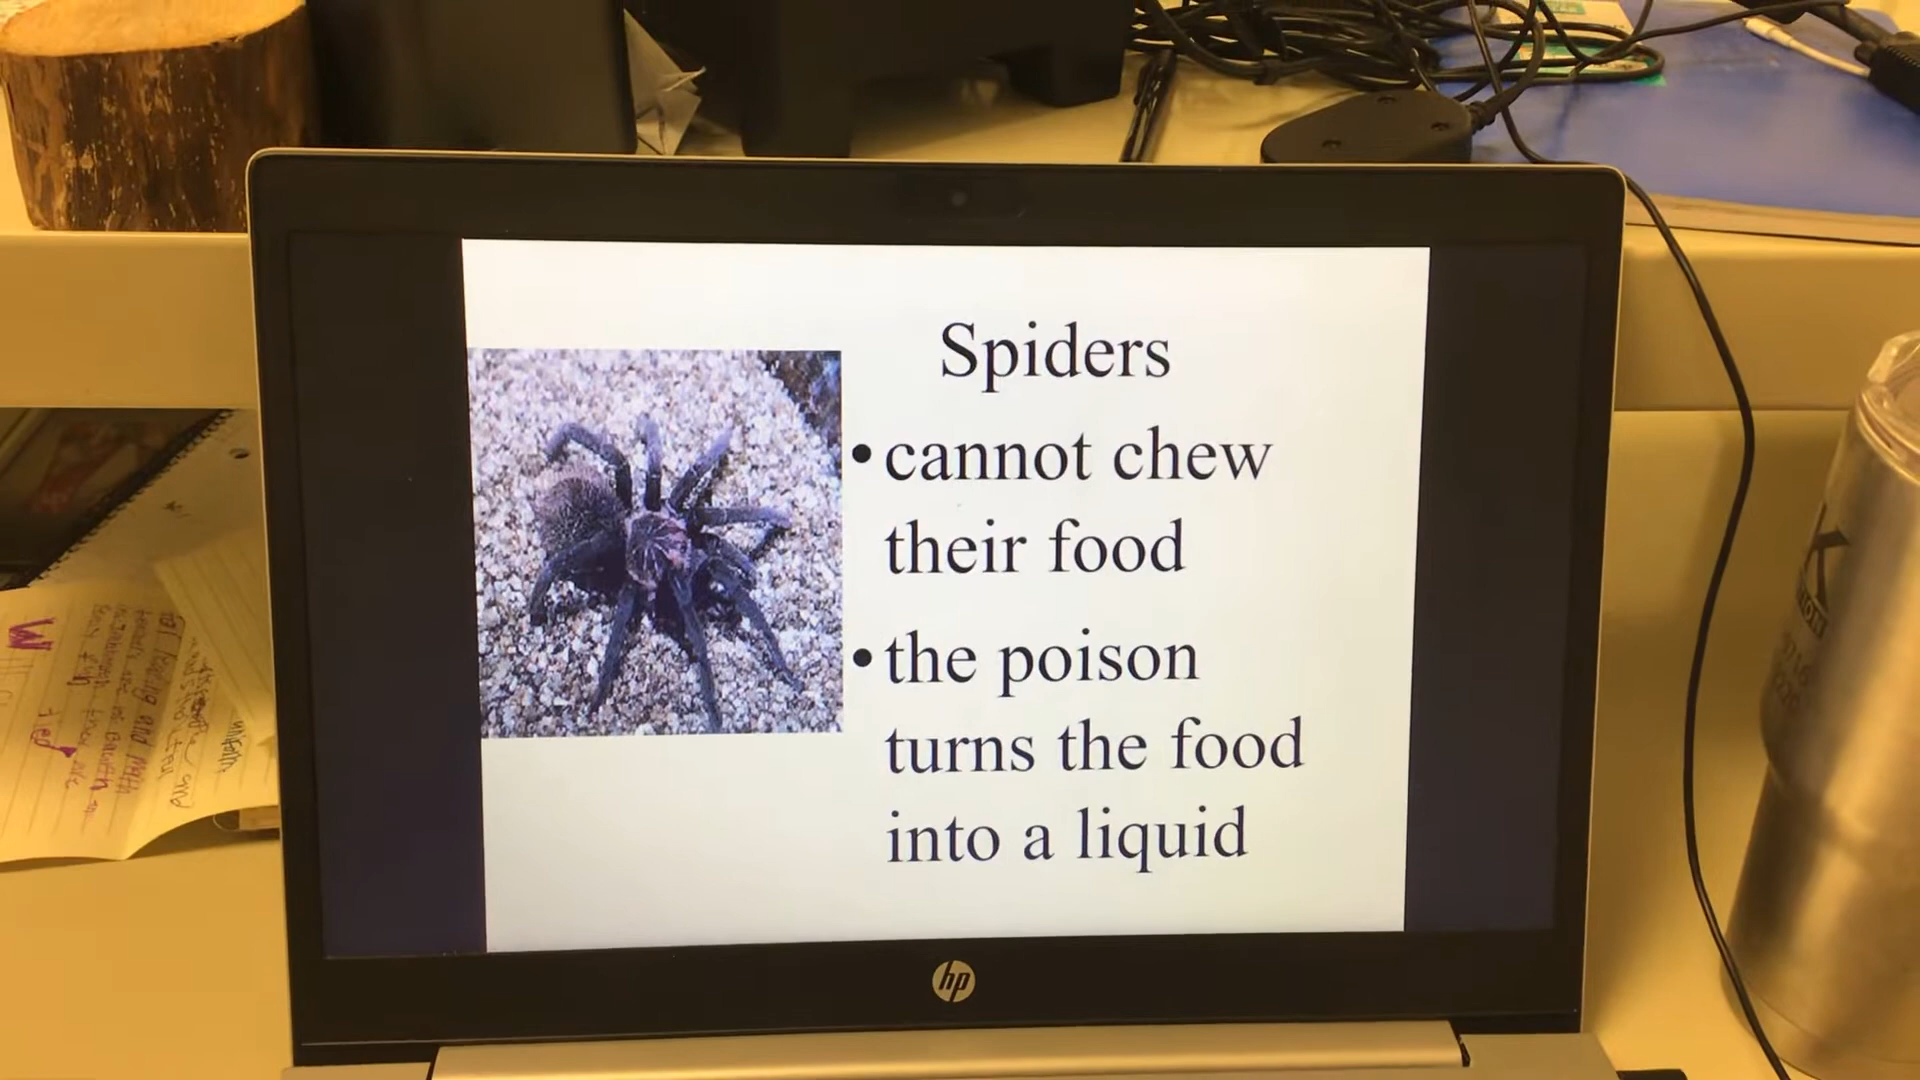 Spiders
•cannot chew
their food
•the poison
turns the food
into a liquid
hp
W